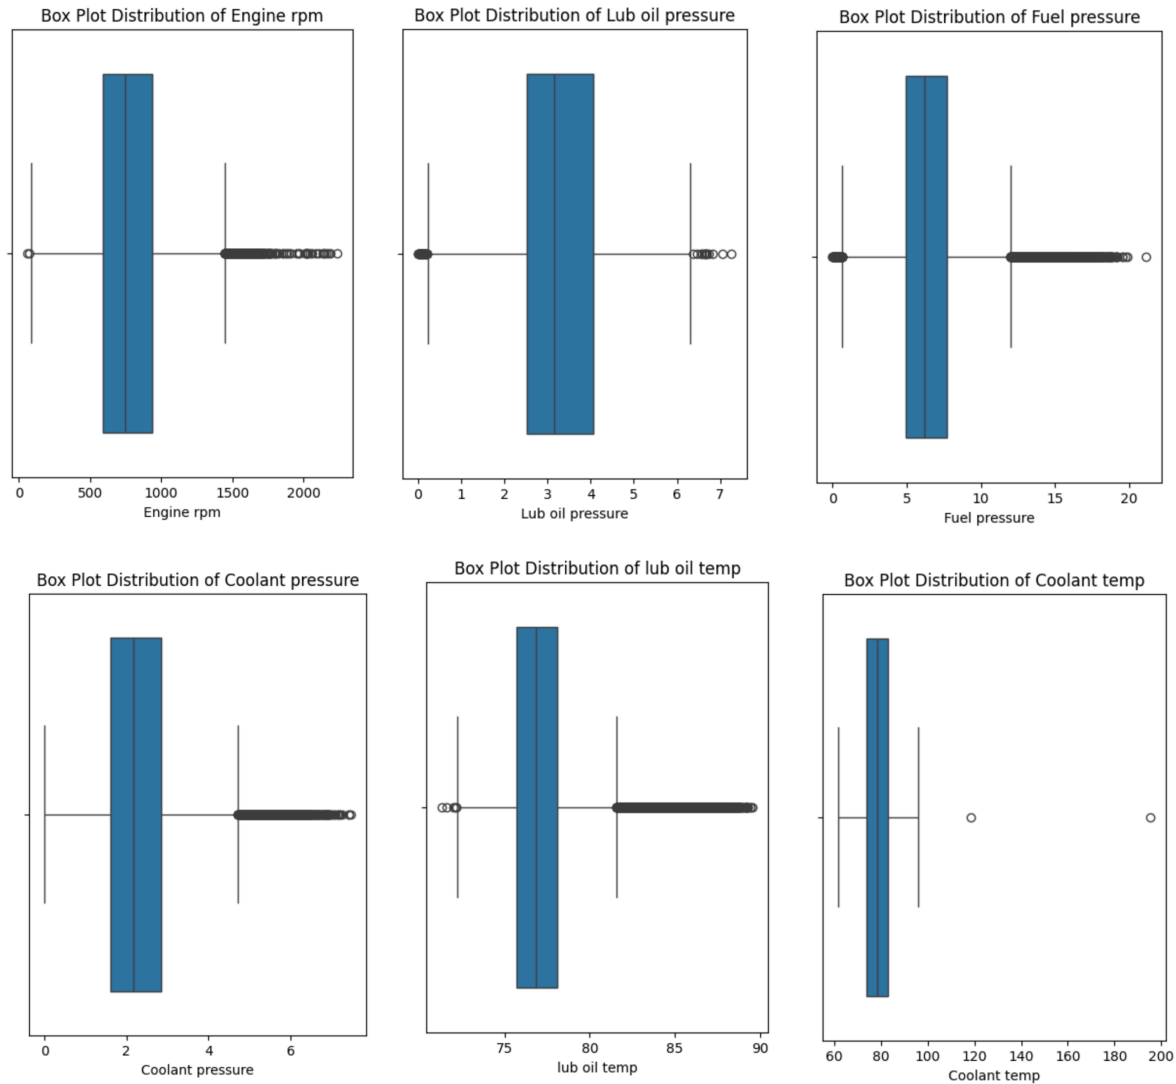 Box Plot Distribution of Engine rpm
0 500 1000 1500 2000
Engine rpm
Box Plot Distribution of Lub oil pressure
0 1 2 3 4 5 6 7
Lub oil pressure
Box Plot Distribution of Fuel pressure
0 5 10 15 20
Fuel pressure
Box Plot Distribution of Coolant pressure
0 2 4 6
Coolant pressure
Box Plot Distribution of lub oil temp
75 80 85 90
lub oil temp
Box Plot Distribution of Coolant temp
60 80 100 120 140 160 180 200
Coolant temp